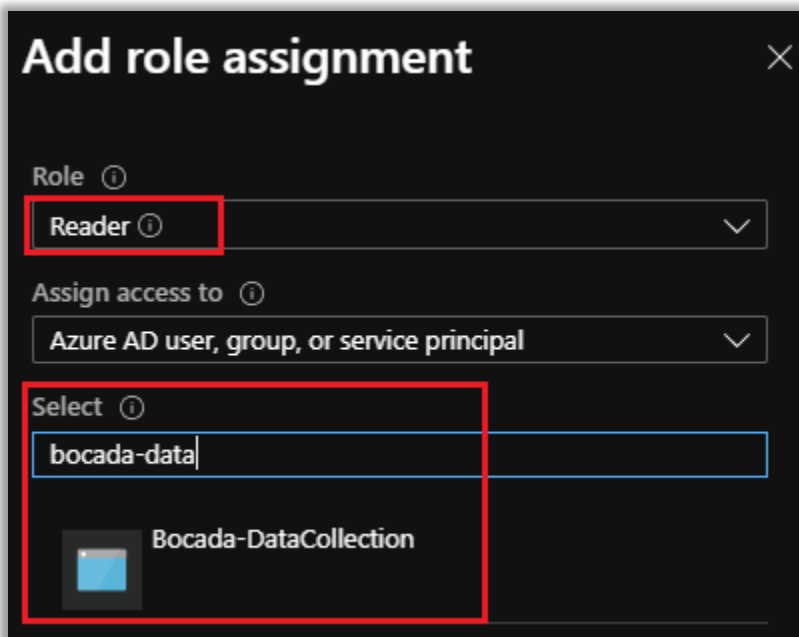 Add role assignment
Role
Reader
Assign access to
Azure AD user, group, or service principal
Select
bocada-data
Bocada-DataCollection